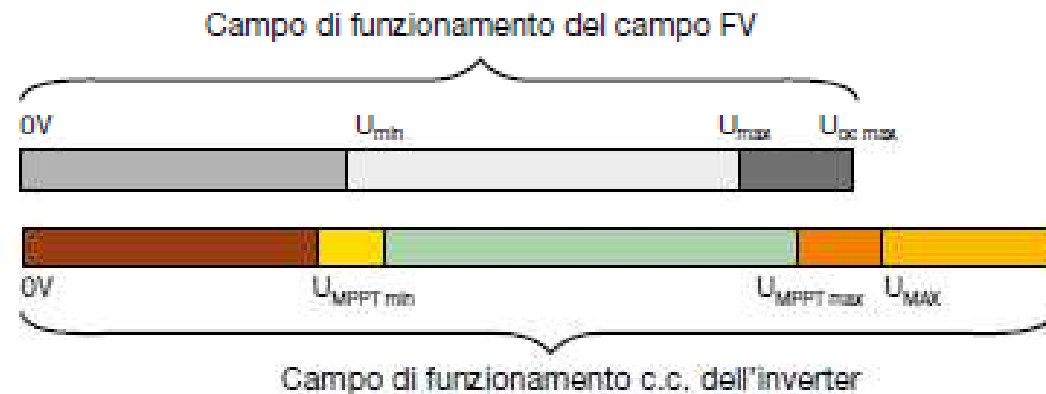 Campo di funzionamento del campo FV
0V Umin Umax Uoc max
0V UMPPT min UMPPT max UMAX
Campo di funzionamento c.c. dell'inverter